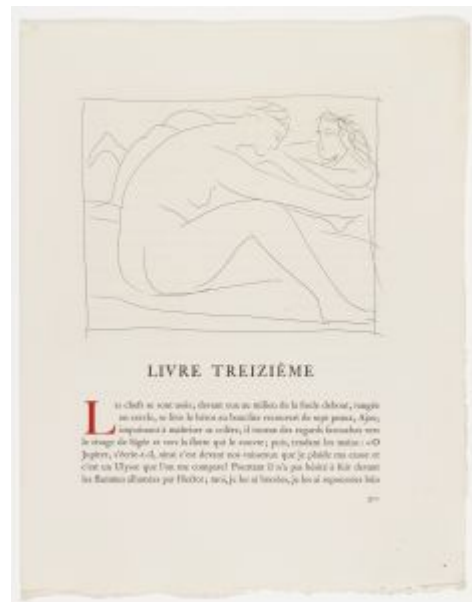 LIVRE TREIZIÈME
Les chefs se sont assis, devant eux au milieu de la foule debout, rangée
en cercle, se lève le héros au bouclier recouvert de sept peaux, Ajax;
impuissant à maîtriser sa colère, il tourne des regards farouches vers
le rivage de Sigée et vers la flotte qui le couvre; puis, tendant les mains: «O
Jupiter, s'écrie-t-il, ainsi c'est devant nos vaisseaux que je plaide ma cause et
c'est un Ulysse que l'on me compare! Pourtant il n'a pas hésité à fuir devant
les flammes allumées par Hector; moi, je les ai bravées, je les ai repoussées loin